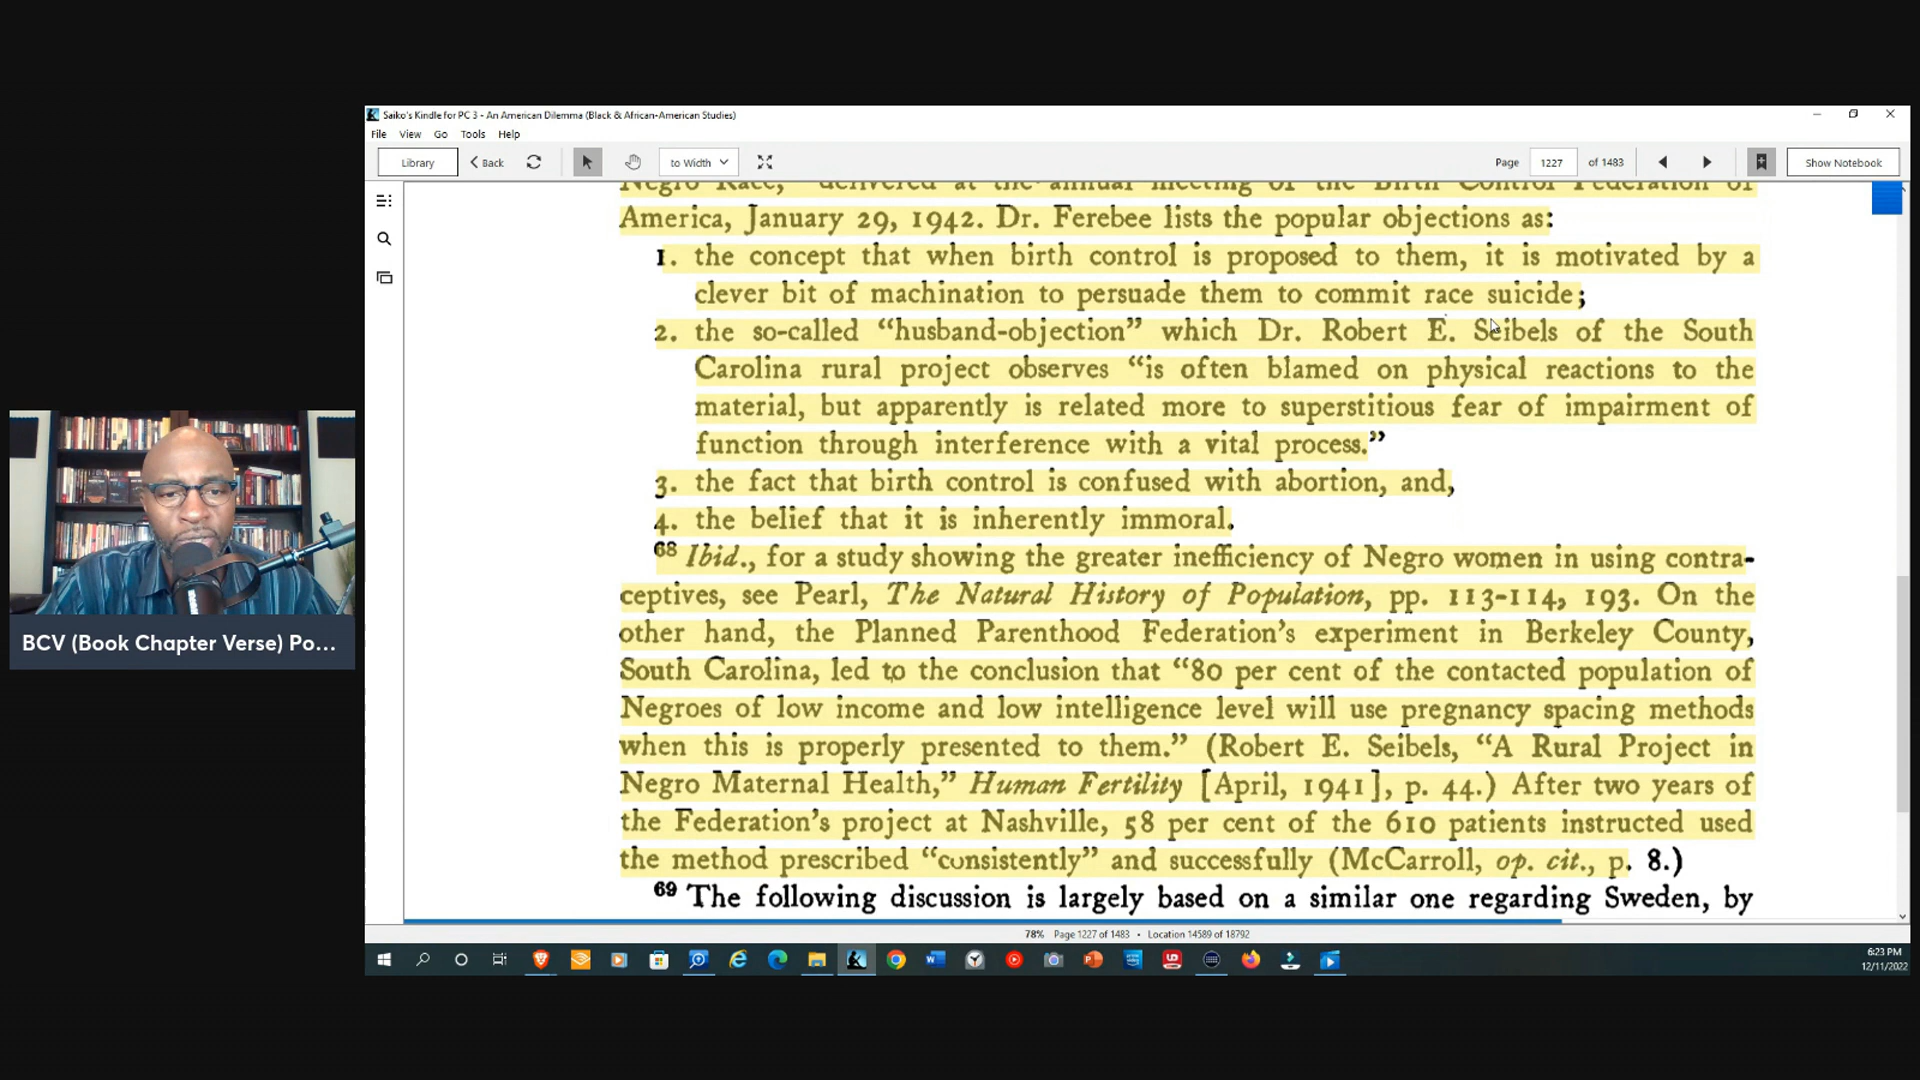 Saiko's Kindle for PC 3 - An American Dilemma (Black & African-American Studies)
File View Go Tools Help
Library Back to Width Page 1227 of 1483 Show Notebook
Negro Race," delivered at the annual meeting of the Birth Control Federation of
America, January 29, 1942. Dr. Ferebee lists the popular objections as:
1. the concept that when birth control is proposed to them, it is motivated by a
clever bit of machination to persuade them to commit race suicide;
2. the so-called "husband-objection" which Dr. Robert E. Seibels of the South
Carolina rural project observes "is often blamed on physical reactions to the
material, but apparently is related more to superstitious fear of impairment of
function through interference with a vital process."
3. the fact that birth control is confused with abortion, and,
4. the belief that it is inherently immoral.
68 Ibid., for a study showing the greater inefficiency of Negro women in using contra-
ceptives, see Pearl, The Natural History of Population, pp. 113-114, 193. On the
other hand, the Planned Parenthood Federation's experiment in Berkeley County,
South Carolina, led to the conclusion that "80 per cent of the contacted population of
Negroes of low income and low intelligence level will use pregnancy spacing methods
when this is properly presented to them." (Robert E. Seibels, "A Rural Project in
Negro Maternal Health," Human Fertility [April, 1941], p. 44.) After two years of
the Federation's project at Nashville, 58 per cent of the 610 patients instructed used
the method prescribed "consistently" and successfully (McCarroll, op. cit., p. 8.)
69 The following discussion is largely based on a similar one regarding Sweden, by
78% Page 1227 of 1483 • Location 14589 of 18792
6:23 PM
12/11/2022
BCV (Book Chapter Verse) Po...